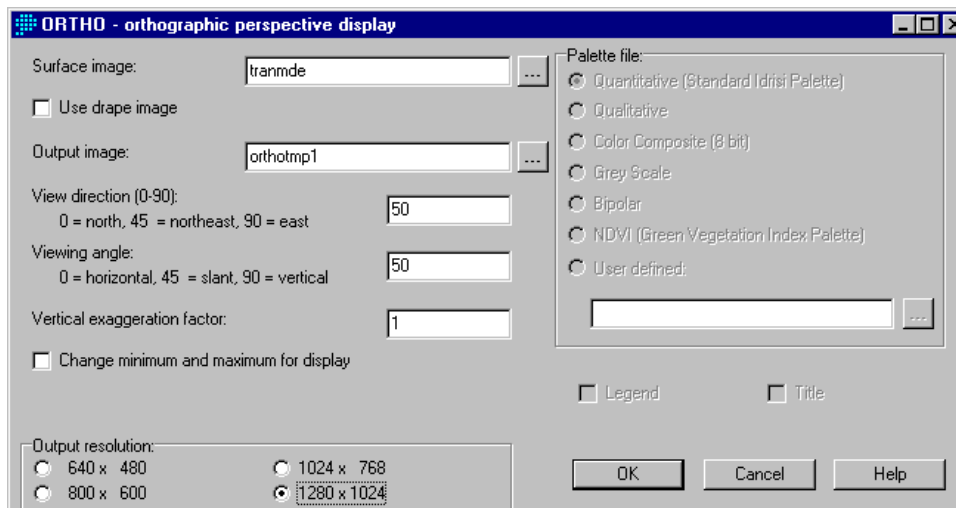 ORTHO - orthographic perspective display
Surface image:
tranmde
...
Use drape image
Output image:
orthotmp1
...
View direction (0-90):
0 = north, 45 = northeast, 90 = east
50
Viewing angle:
0 = horizontal, 45 = slant, 90 = vertical
50
Vertical exaggeration factor:
1
Change minimum and maximum for display
Output resolution:
640 x 480
1024 x 768
800 x 600
1280 x 1024
Palette file:
Quantitative (Standard Idrisi Palette)
Qualitative
Color Composite (8 bit)
Grey Scale
Bipolar
NDVI (Green Vegetation Index Palette)
User defined:
...
Legend
Title
OK
Cancel
Help